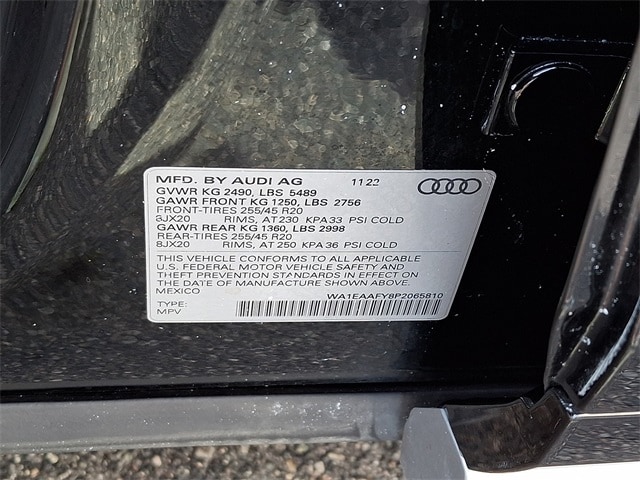 MFD. BY AUDI AG 11 22
GVWR KG 2490, LBS 5489
GAWR FRONT KG 1250, LBS 2756
FRONT-TIRES 255/45 R20
8JX20 RIMS, AT 230 KPA 33 PSI COLD
GAWR REAR KG 1360, LBS 2998
REAR-TIRES 255/45 R20
8JX20 RIMS, AT 250 KPA 36 PSI COLD
THIS VEHICLE CONFORMS TO ALL APPLICABLE
U.S. FEDERAL MOTOR VEHICLE SAFETY AND
THEFT PREVENTION STANDARDS IN EFFECT ON
THE DATE OF MANUFACTURE SHOWN ABOVE.
MEXICO WA1EAAFY8P2065810
TYPE:
MPV